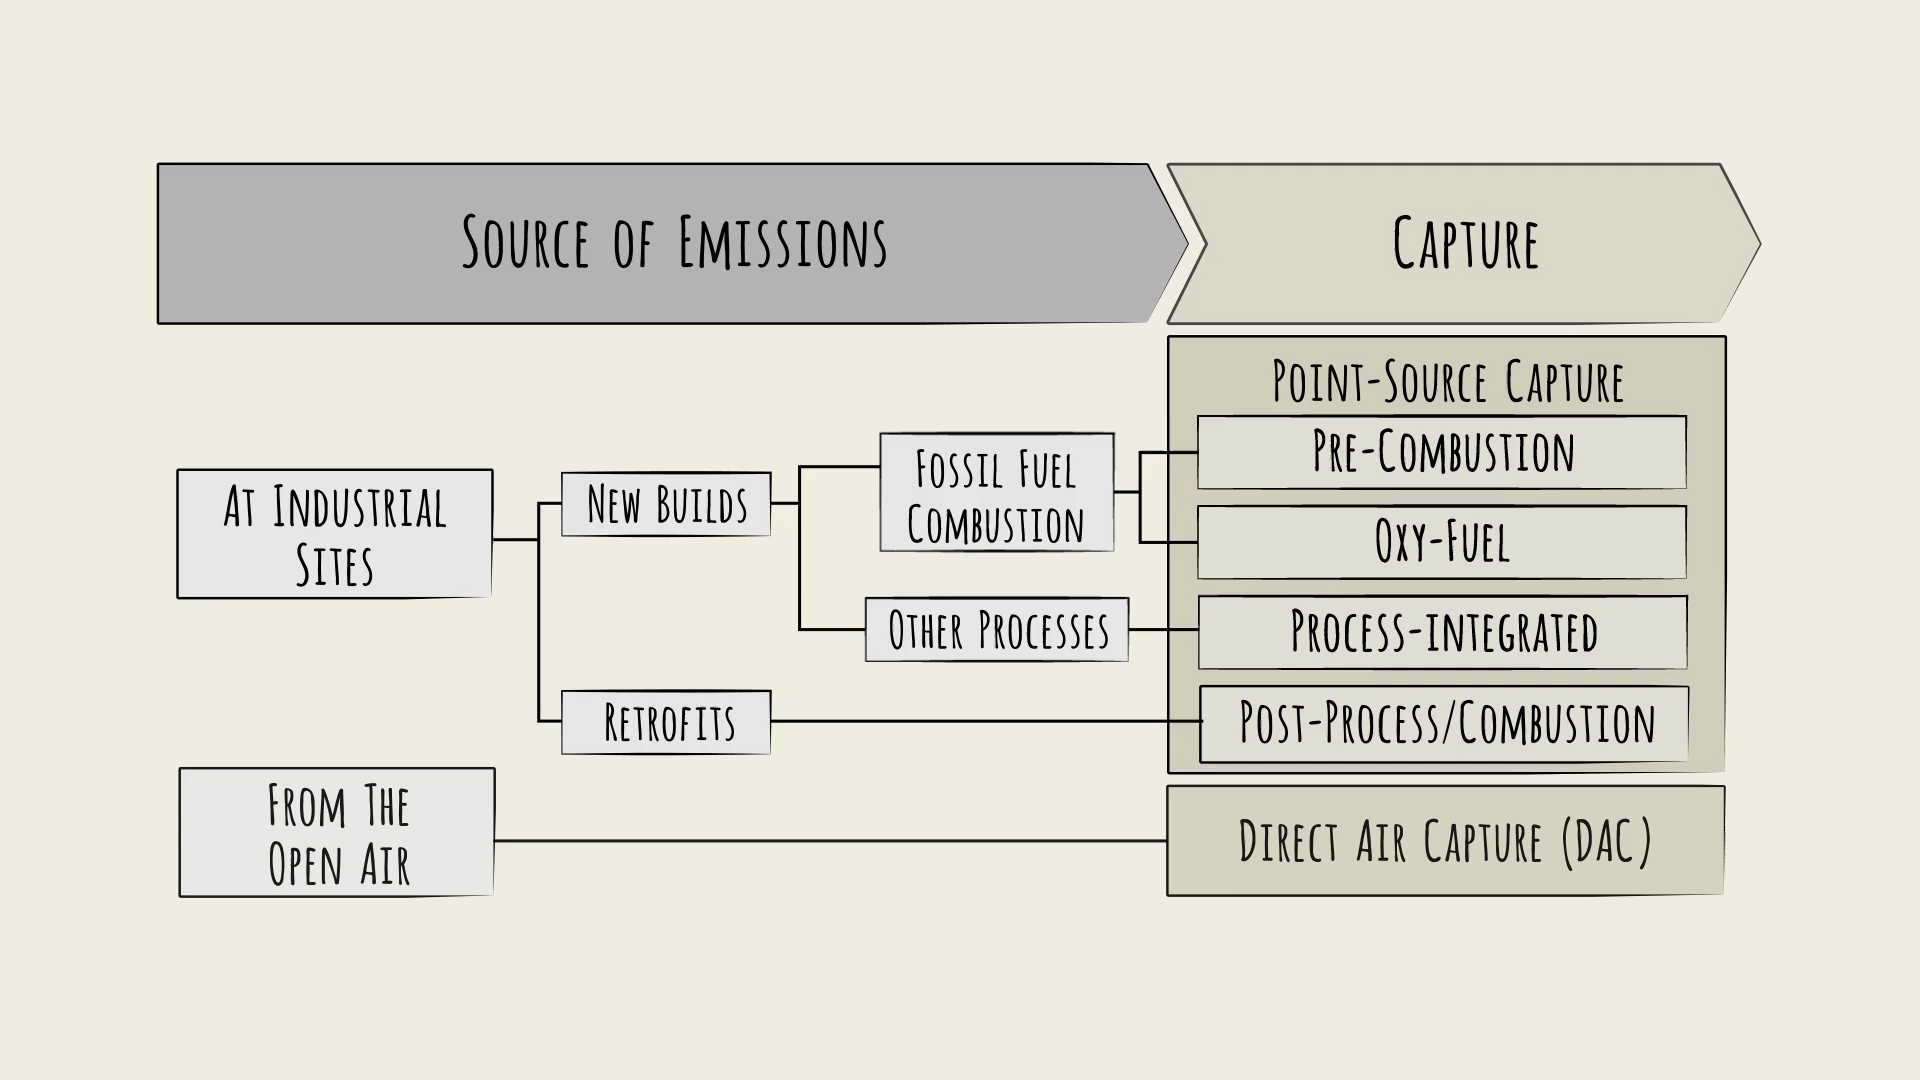 Source of Emissions
Capture
Point-Source Capture
At Industrial
Sites
New Builds
Retrofits
Fossil Fuel
Combustion
Other Processes
Pre-Combustion
Oxy-Fuel
Process-integrated
Post-Process/Combustion
From The
Open Air
Direct Air Capture (DAC)